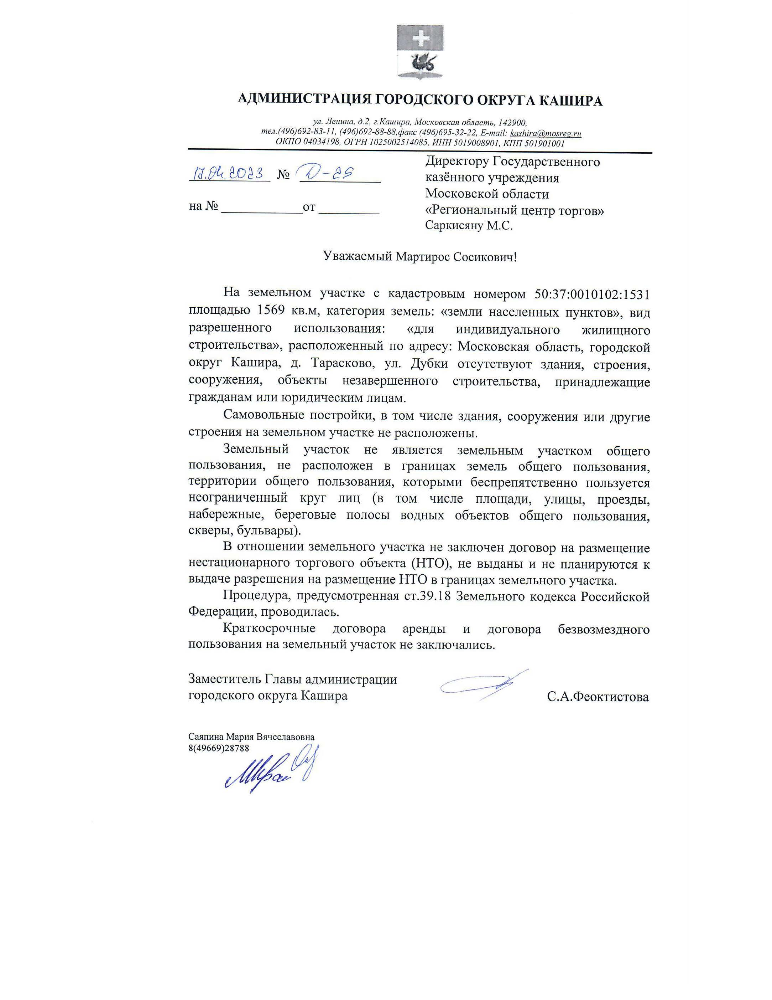 АДМИНИСТРАЦИЯ ГОРОДСКОГО ОКРУГА КАШИРА
ул. Ленина, д.2, г.Кашира, Московская область, 142900,
тел.(496)692-83-11, (496)692-88-88,факс (496)695-32-22, E-mail: kashira@mosreg.ru
ОКПО 04034198, ОГРН 1025002514085, ИНН 5019008901, КПП 501901001
17.04.2023 № Д-29
на № ____________ от _________
Директору Государственного
казённого учреждения
Московской области
«Региональный центр торгов»
Саркисяну М.С.
Уважаемый Мартирос Сосикович!
На земельном участке с кадастровым номером 50:37:0010102:1531
площадью 1569 кв.м, категория земель: «земли населенных пунктов», вид
разрешенного использования: «для индивидуального жилищного
строительства», расположенный по адресу: Московская область, городской
округ Кашира, д. Тарасково, ул. Дубки отсутствуют здания, строения,
сооружения, объекты незавершенного строительства, принадлежащие
гражданам или юридическим лицам.
Самовольные постройки, в том числе здания, сооружения или другие
строения на земельном участке не расположены.
Земельный участок не является земельным участком общего
пользования, не расположен в границах земель общего пользования,
территории общего пользования, которыми беспрепятственно пользуется
неограниченный круг лиц (в том числе площади, улицы, проезды,
набережные, береговые полосы водных объектов общего пользования,
скверы, бульвары).
В отношении земельного участка не заключен договор на размещение
нестационарного торгового объекта (НТО), не выданы и не планируются к
выдаче разрешения на размещение НТО в границах земельного участка.
Процедура, предусмотренная ст.39.18 Земельного кодекса Российской
Федерации, проводилась.
Краткосрочные договора аренды и договора безвозмездного
пользования на земельный участок не заключались.
Заместитель Главы администрации
городского округа Кашира С.А.Феоктистова
Саяпина Мария Вячеславовна
8(49669)28788